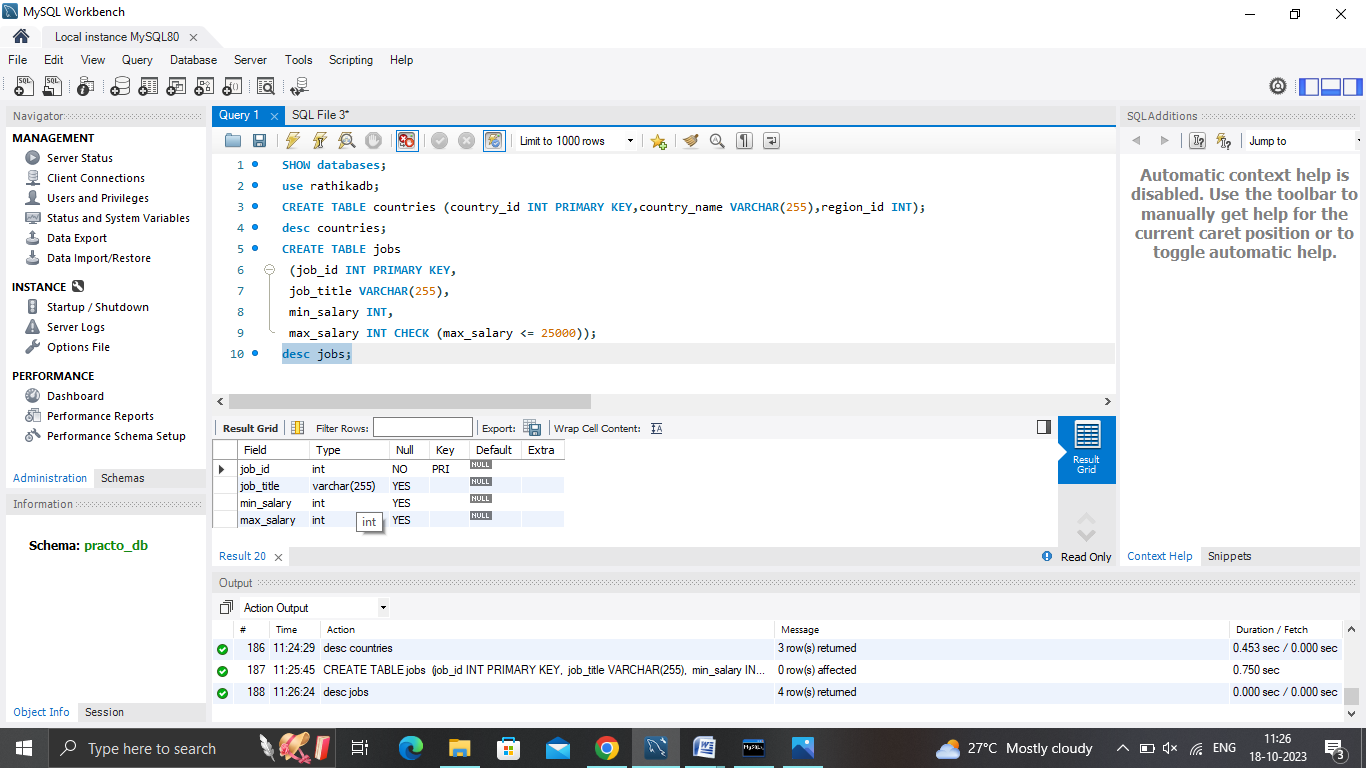 MySQL Workbench
Local instance MySQL80
File Edit View Query Database Server Tools Scripting Help
Navigator
MANAGEMENT
Server Status
Client Connections
Users and Privileges
Status and System Variables
Data Export
Data Import/Restore
INSTANCE
Startup / Shutdown
Server Logs
Options File
PERFORMANCE
Dashboard
Performance Reports
Performance Schema Setup
Administration Schemas
Information
Schema: practo_db
Object Info Session
Query 1 SQL File 3*
Limit to 1000 rows
1 SHOW databases;
2 use rathikadb;
3 CREATE TABLE countries (country_id INT PRIMARY KEY,country_name VARCHAR(255),region_id INT);
4 desc countries;
5 CREATE TABLE jobs
6 (job_id INT PRIMARY KEY,
7 job_title VARCHAR(255),
8 min_salary INT,
9 max_salary INT CHECK (max_salary <= 25000));
10 desc jobs;
Result Grid Filter Rows: Export: Wrap Cell Content:
Field Type Null Key Default Extra
job_id int NO PRI NULL
job_title varchar(255) YES NULL
min_salary int YES NULL
max_salary int YES NULL
int
Result Grid
Result 20
Read Only
SQLAdditions
Jump to
Automatic context help is
disabled. Use the toolbar to
manually get help for the
current caret position or to
toggle automatic help.
Context Help Snippets
Output
Action Output
# Time Action Message Duration / Fetch
186 11:24:29 desc countries 3 row(s) returned 0.453 sec / 0.000 sec
187 11:25:45 CREATE TABLE jobs (job_id INT PRIMARY KEY, job_title VARCHAR(255), min_salary IN... 0 row(s) affected 0.750 sec
188 11:26:24 desc jobs 4 row(s) returned 0.000 sec / 0.000 sec
Type here to search
27°C Mostly cloudy
ENG
11:26
18-10-2023
3